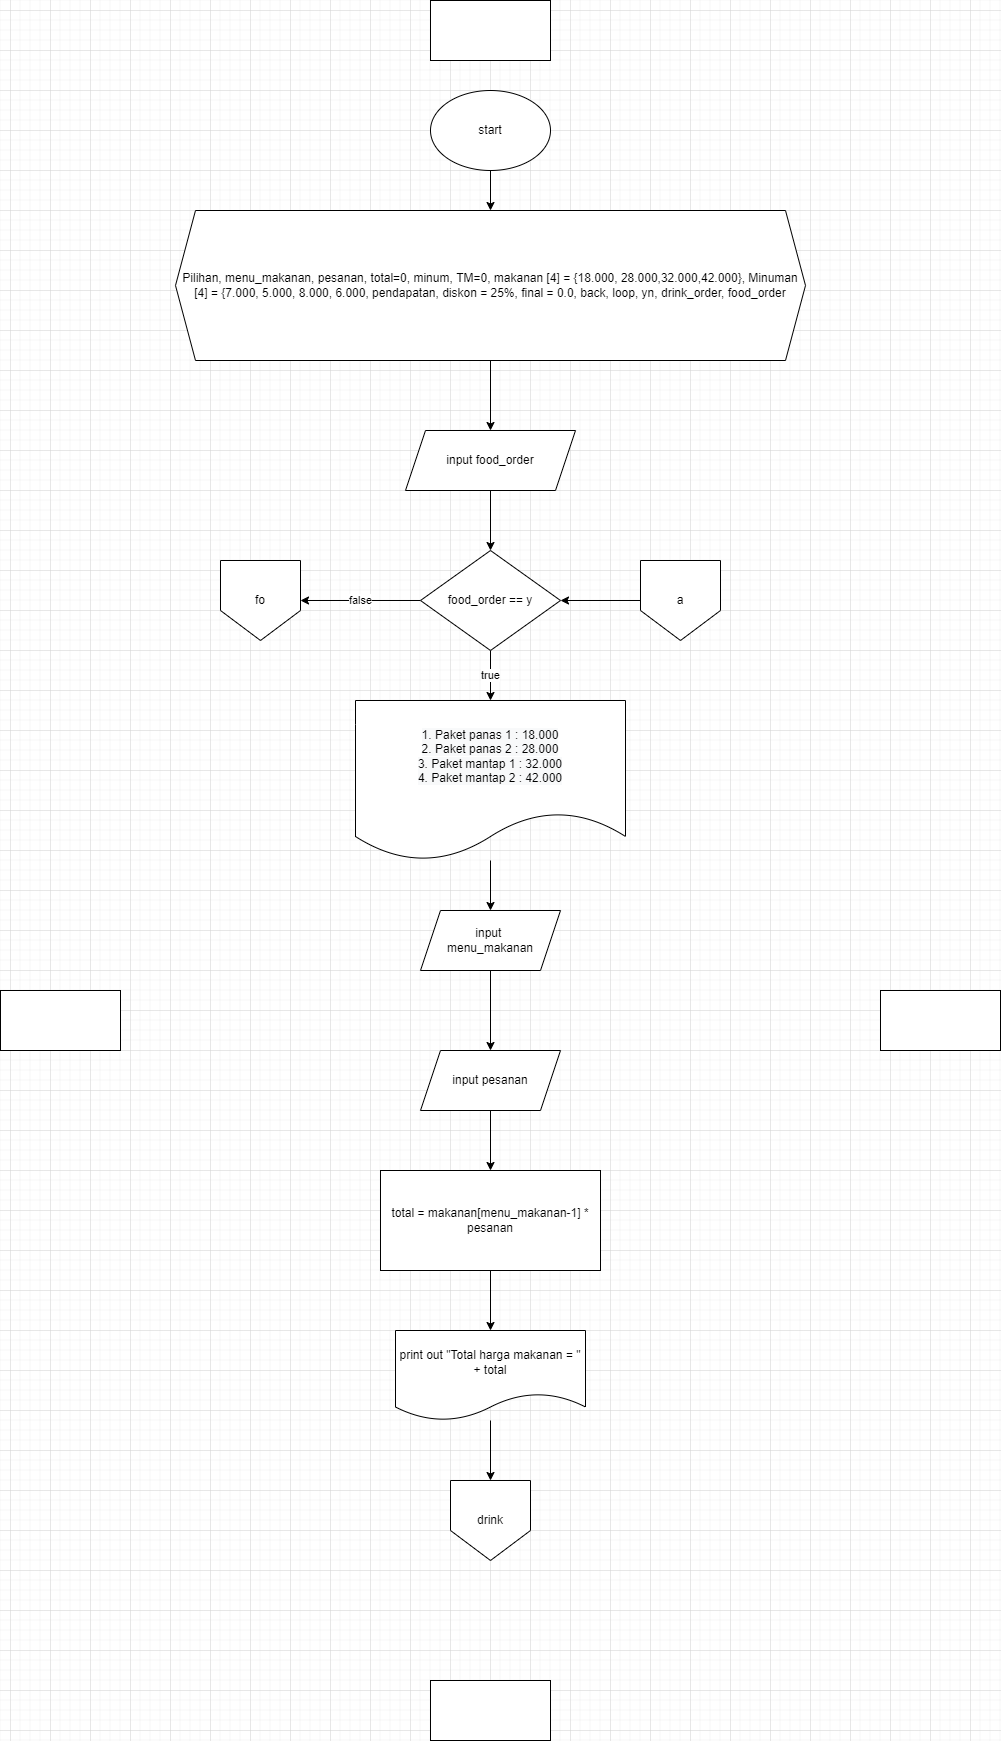 start
Pilihan, menu_makanan, pesanan, total=0, minum, TM=0, makanan [4] = {18.000, 28.000,32.000,42.000}, Minuman
[4] = {7.000, 5.000, 8.000, 6.000, pendapatan, diskon = 25%, final = 0.0, back, loop, yn, drink_order, food_order
input food_order
fo
false
food_order == y
a
true
1. Paket panas 1 : 18.000
2. Paket panas 2 : 28.000
3. Paket mantap 1 : 32.000
4. Paket mantap 2 : 42.000
input
menu_makanan
input pesanan
total = makanan[menu_makanan-1] *
pesanan
print out "Total harga makanan = "
+ total
drink